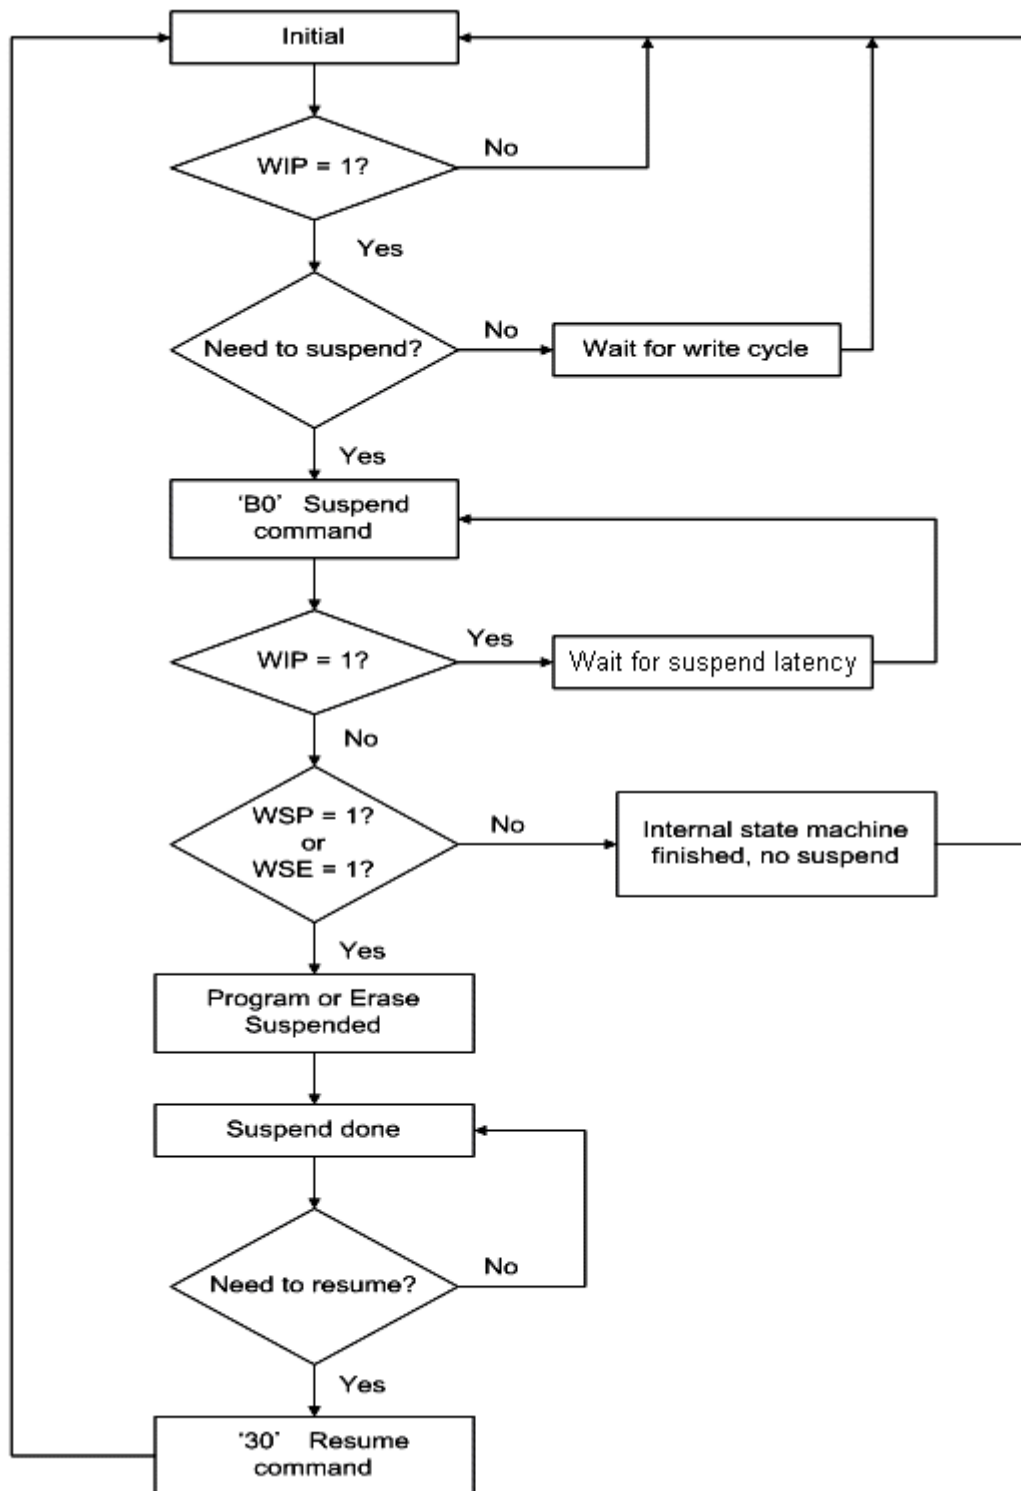 Initial
WIP = 1?
No
Yes
Need to suspend?
No
Wait for write cycle
Yes
‘B0’ Suspend
command
WIP = 1?
Yes
Wait for suspend latency
No
WSP = 1?
or
WSE = 1?
No
Internal state machine
finished, no suspend
Yes
Program or Erase
Suspended
Suspend done
Need to resume?
No
Yes
‘30’ Resume
command